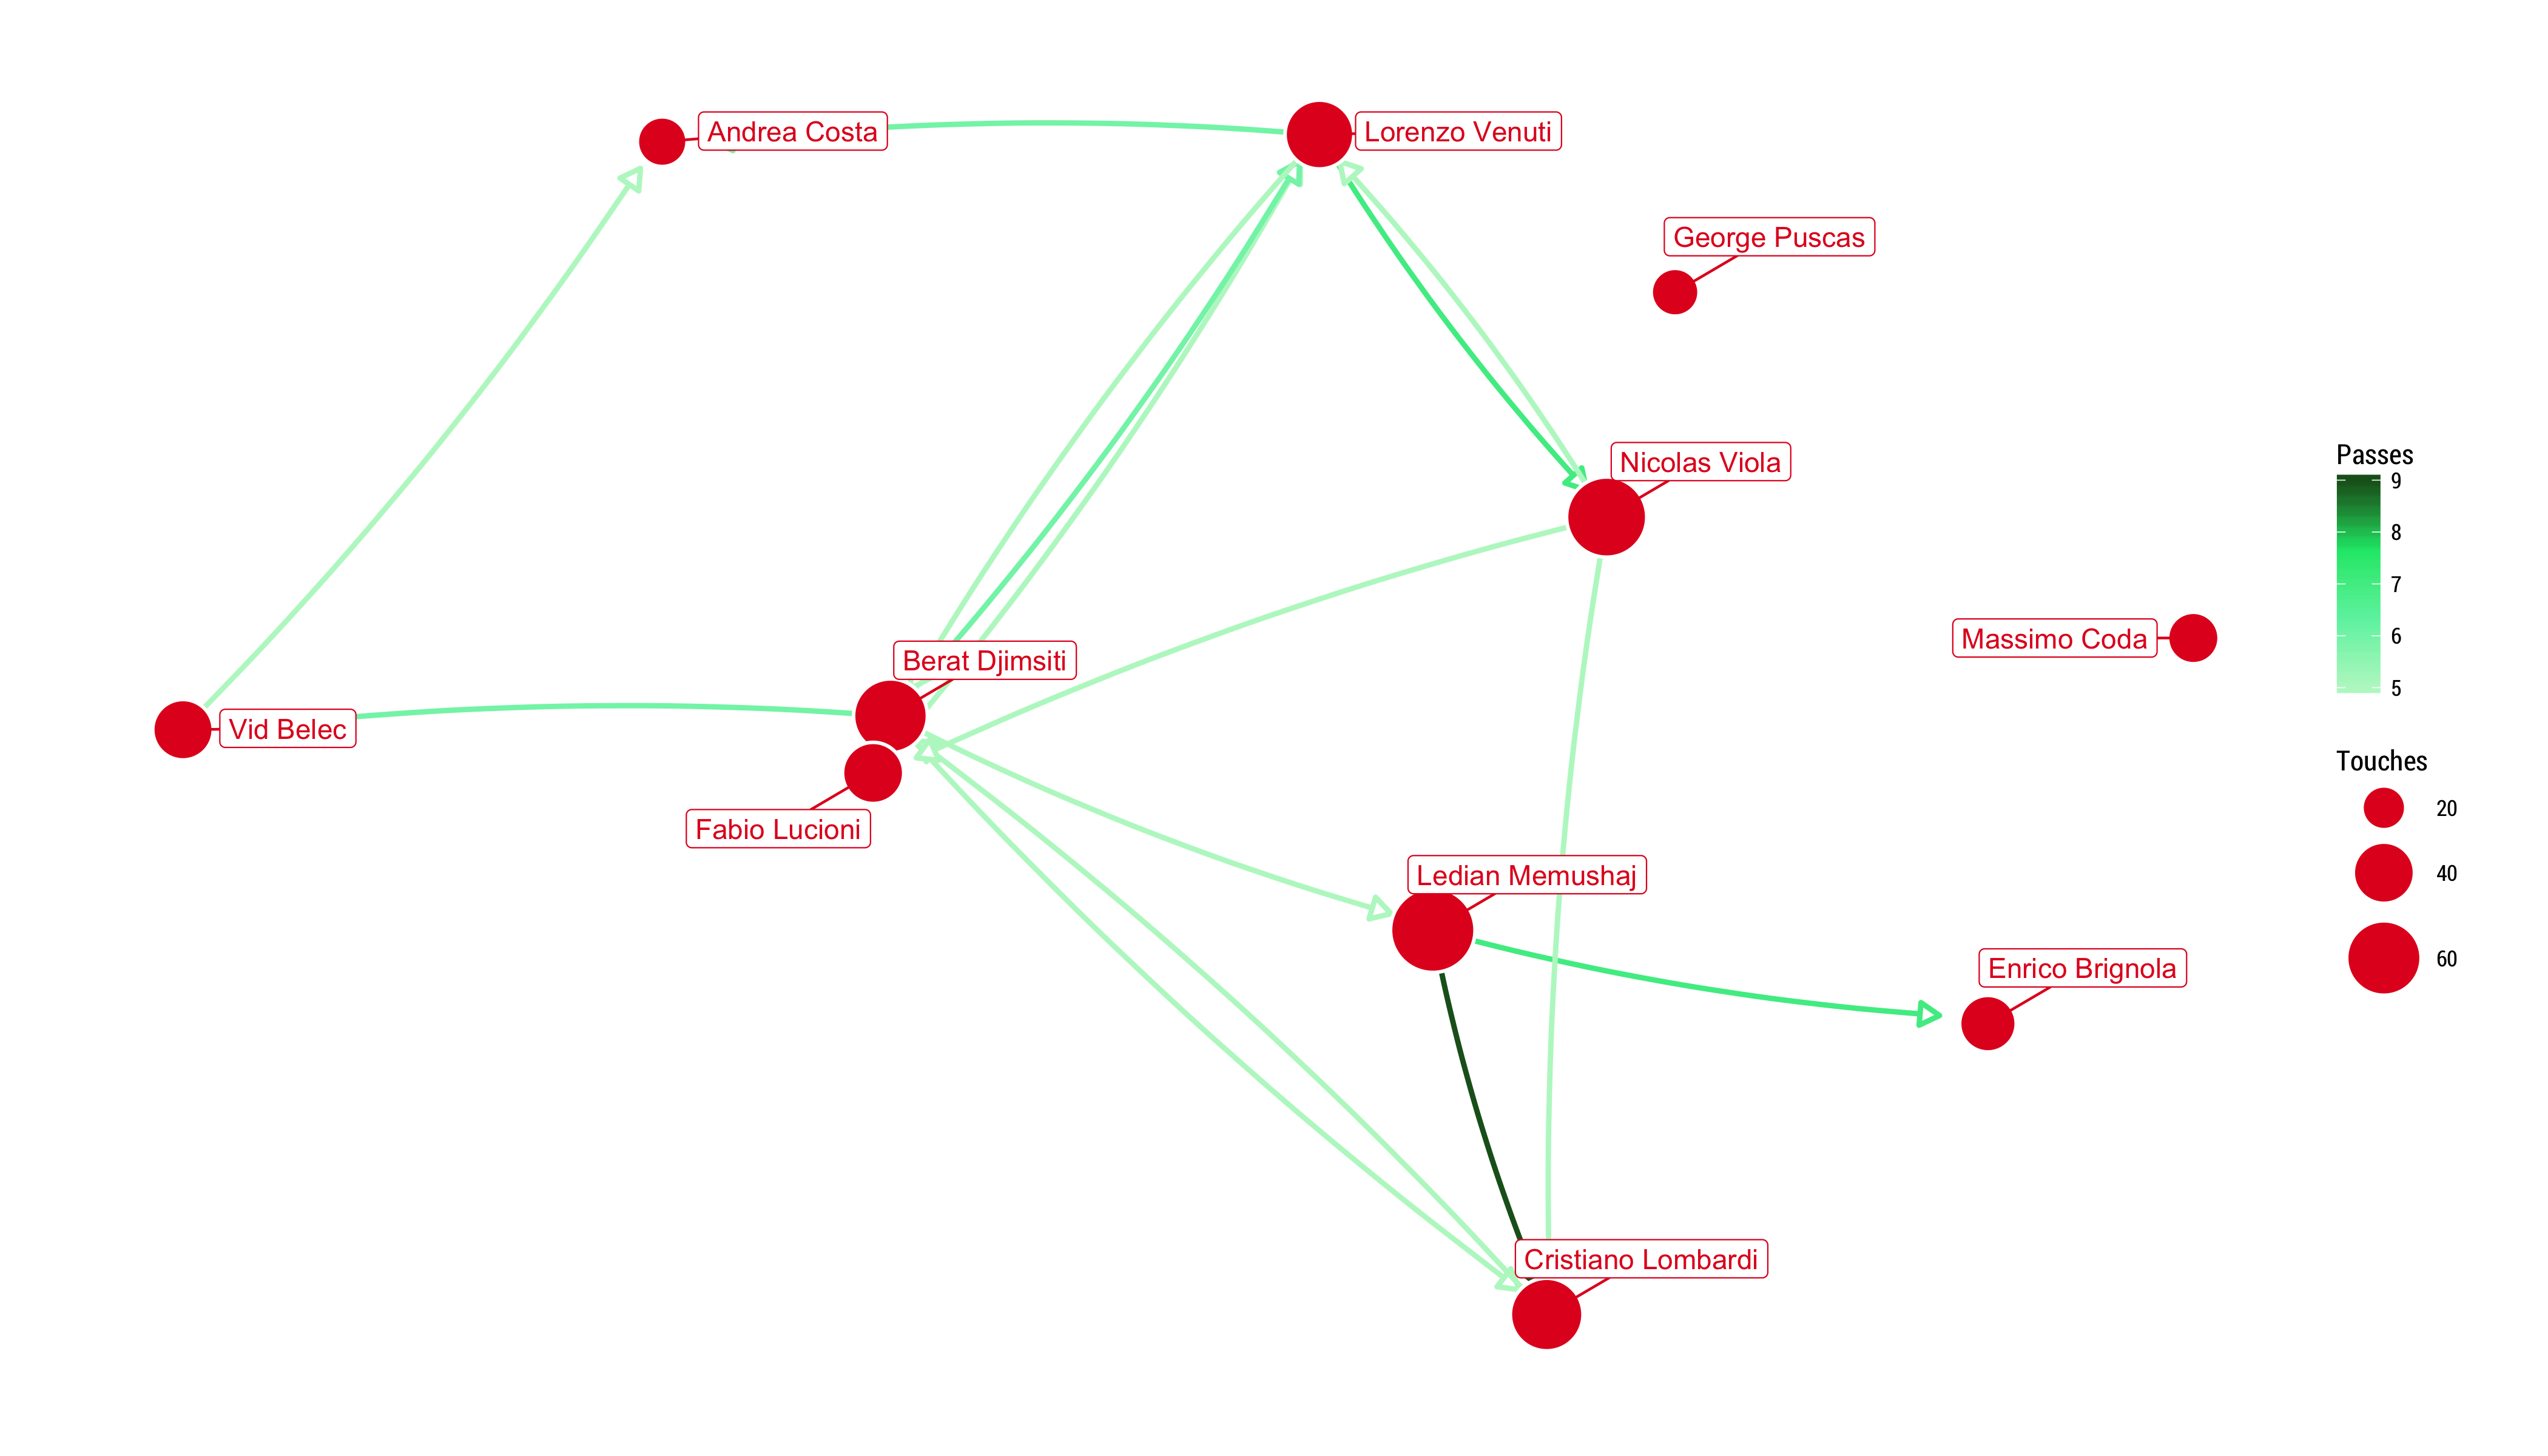 Andrea Costa
Lorenzo Venuti
George Puscas
Nicolas Viola
Massimo Coda
Berat Djimsiti
Vid Belec
Fabio Lucioni
Ledian Memushaj
Enrico Brignola
Cristiano Lombardi
Passes
9
8
7
6
5
Touches
20
40
60